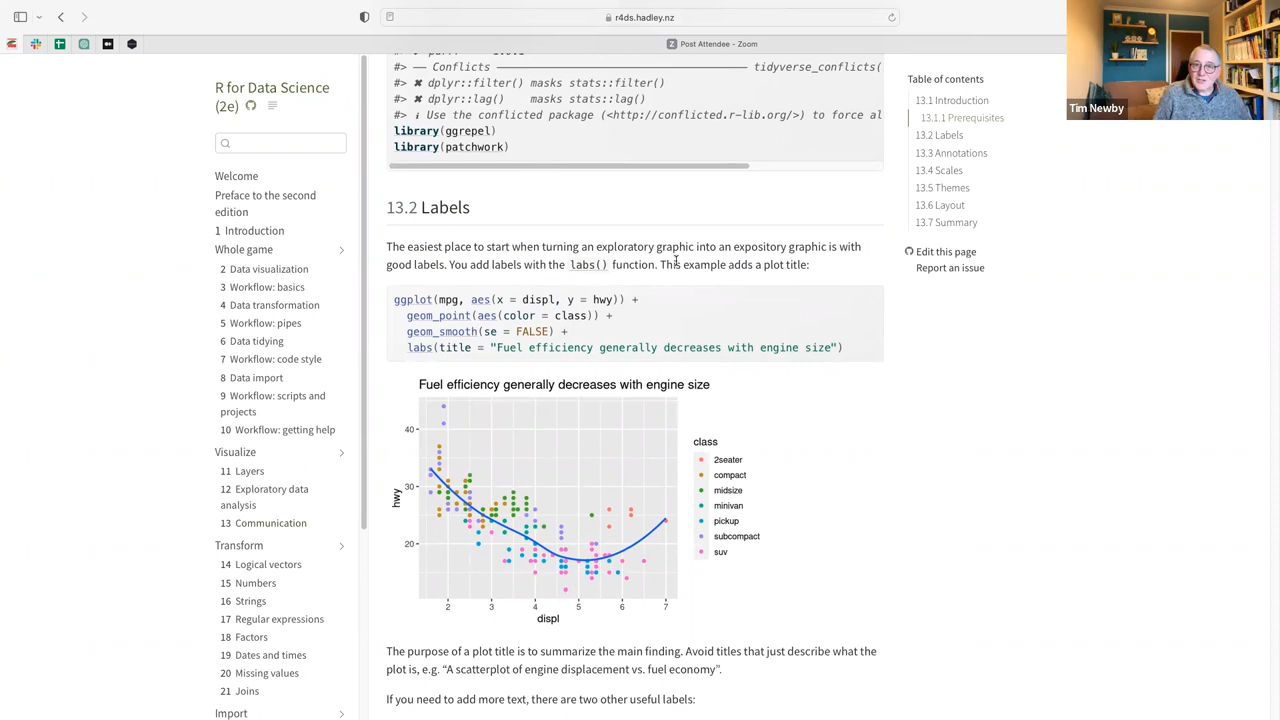 r4ds.hadley.nz
Post Attendee - Zoom
Tim Newby
R for Data Science
(2e)
Welcome
Preface to the second
edition
1 Introduction
Whole game
2 Data visualization
3 Workflow: basics
4 Data transformation
5 Workflow: pipes
6 Data tidying
7 Workflow: code style
8 Data import
9 Workflow: scripts and
projects
10 Workflow: getting help
Visualize
11 Layers
12 Exploratory data
analysis
13 Communication
Transform
14 Logical vectors
15 Numbers
16 Strings
17 Regular expressions
18 Factors
19 Dates and times
20 Missing values
21 Joins
Import
#> ── Conflicts ────────────────── tidyverse_conflicts(
#> ✖ dplyr::filter() masks stats::filter()
#> ✖ dplyr::lag()    masks stats::lag()
#> ℹ Use the conflicted package (<http://conflicted.r-lib.org/>) to force al
library(ggrepel)
library(patchwork)
13.2 Labels
The easiest place to start when turning an exploratory graphic into an expository graphic is with
good labels. You add labels with the labs() function. This example adds a plot title:
ggplot(mpg, aes(x = displ, y = hwy)) +
geom_point(aes(color = class)) +
geom_smooth(se = FALSE) +
labs(title = "Fuel efficiency generally decreases with engine size")
Fuel efficiency generally decreases with engine size
40
30
20
hwy
2 3 4 5 6 7
displ
class
2seater
compact
midsize
minivan
pickup
subcompact
suv
The purpose of a plot title is to summarize the main finding. Avoid titles that just describe what the
plot is, e.g. “A scatterplot of engine displacement vs. fuel economy”.
If you need to add more text, there are two other useful labels:
Table of contents
13.1 Introduction
13.1.1 Prerequisites
13.2 Labels
13.3 Annotations
13.4 Scales
13.5 Themes
13.6 Layout
13.7 Summary
Edit this page
Report an issue